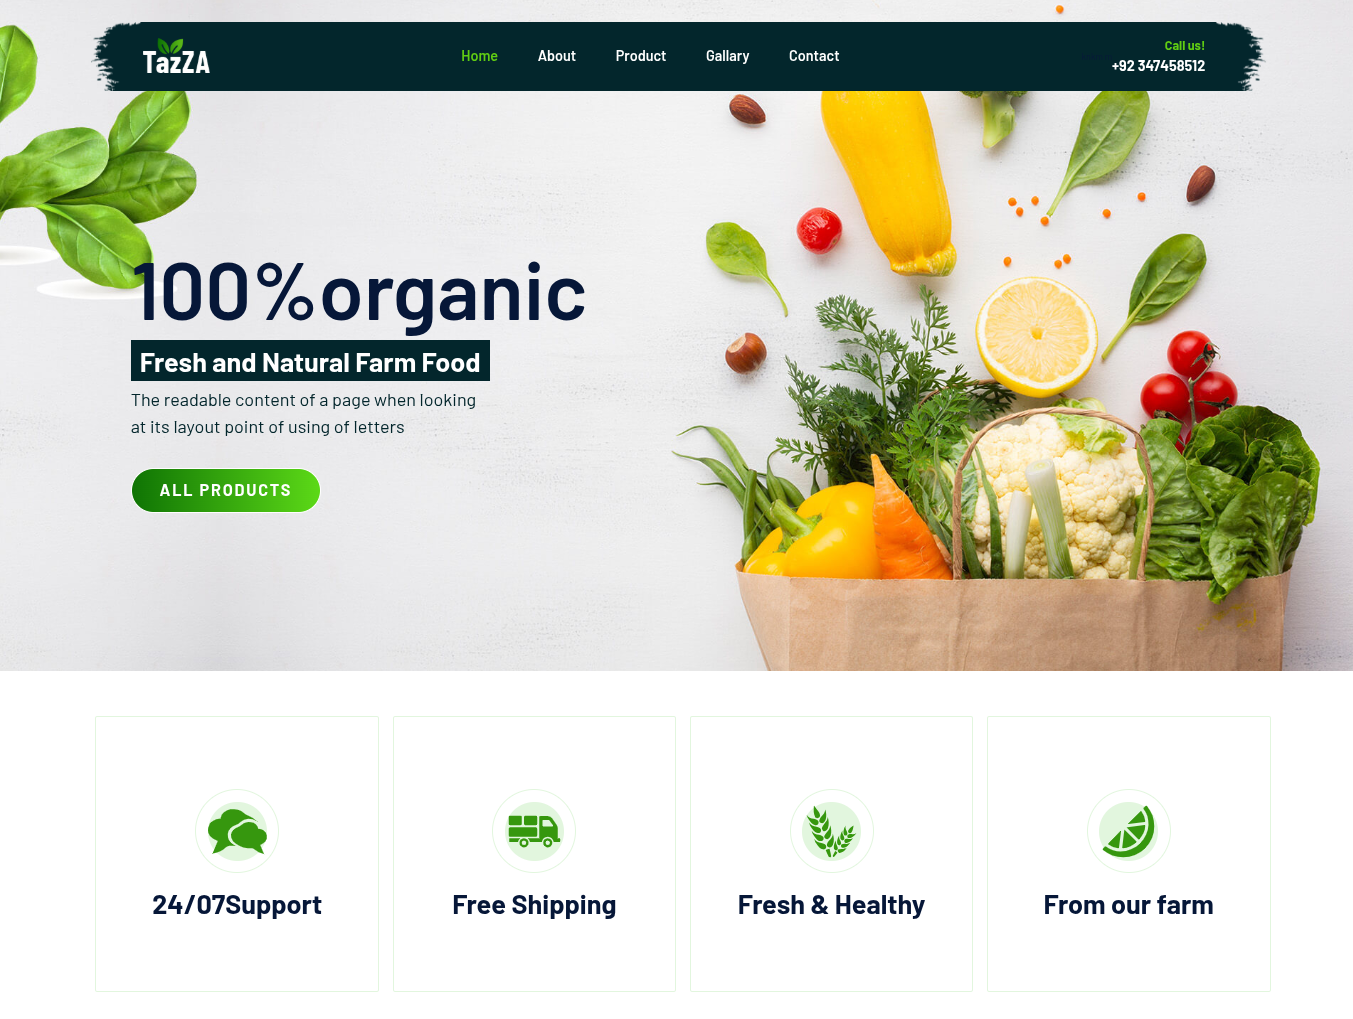 TazZA
Home About Product Gallary Contact
Call us!
+92 347458512
100%organic
Fresh and Natural Farm Food
The readable content of a page when looking
at its layout point of using of letters
ALL PRODUCTS
24/07Support
Free Shipping
Fresh & Healthy
From our farm